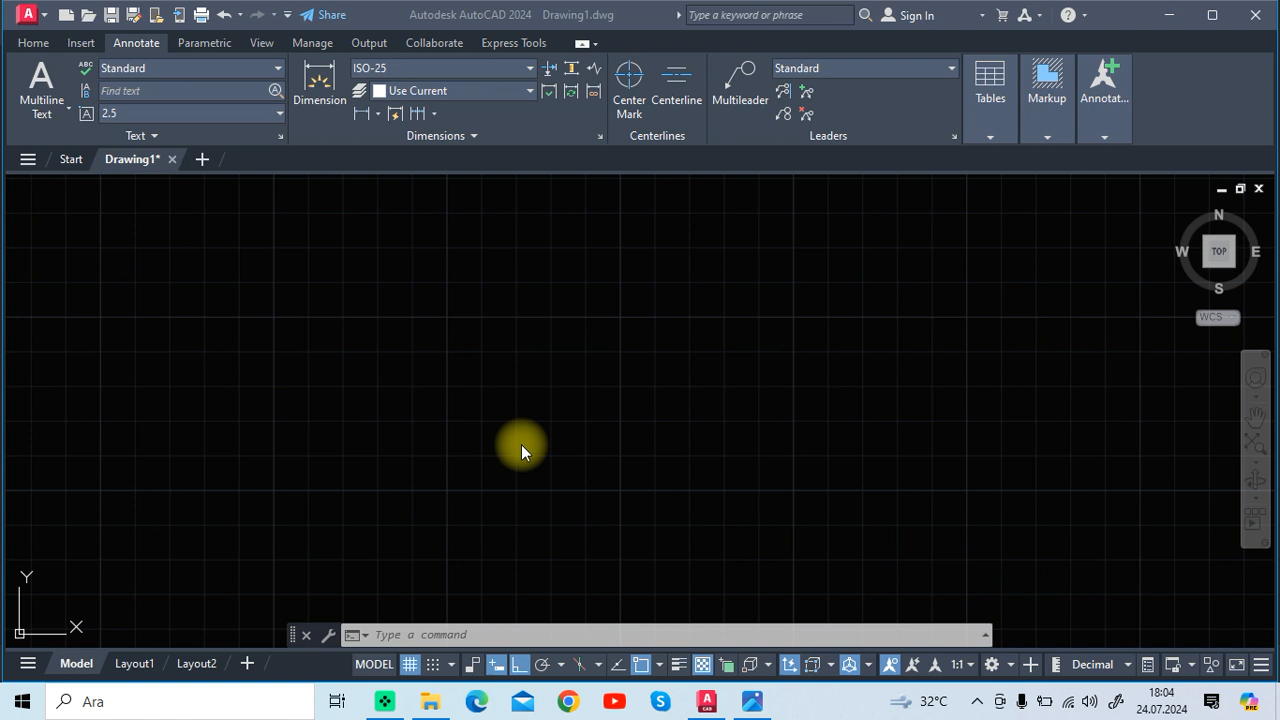 CAD Share Autodesk AutoCAD 2024 Drawing1.dwg Type a keyword or phrase Sign In
Home Insert Annotate Parametric View Manage Output Collaborate Express Tools
Multiline Text
Standard
Find text
2.5
Text
Dimension
ISO-25
Use Current
Dimensions
Center Mark
Centerline
Centerlines
Multileader
Standard
Leaders
Tables
Markup
Annotat...
Start Drawing1*
N
W TOP E
S
WCS
Y
X
Type a command
Model Layout1 Layout2 MODEL 1:1 Decimal
Ara
32°C
18:04
24.07.2024
PRE